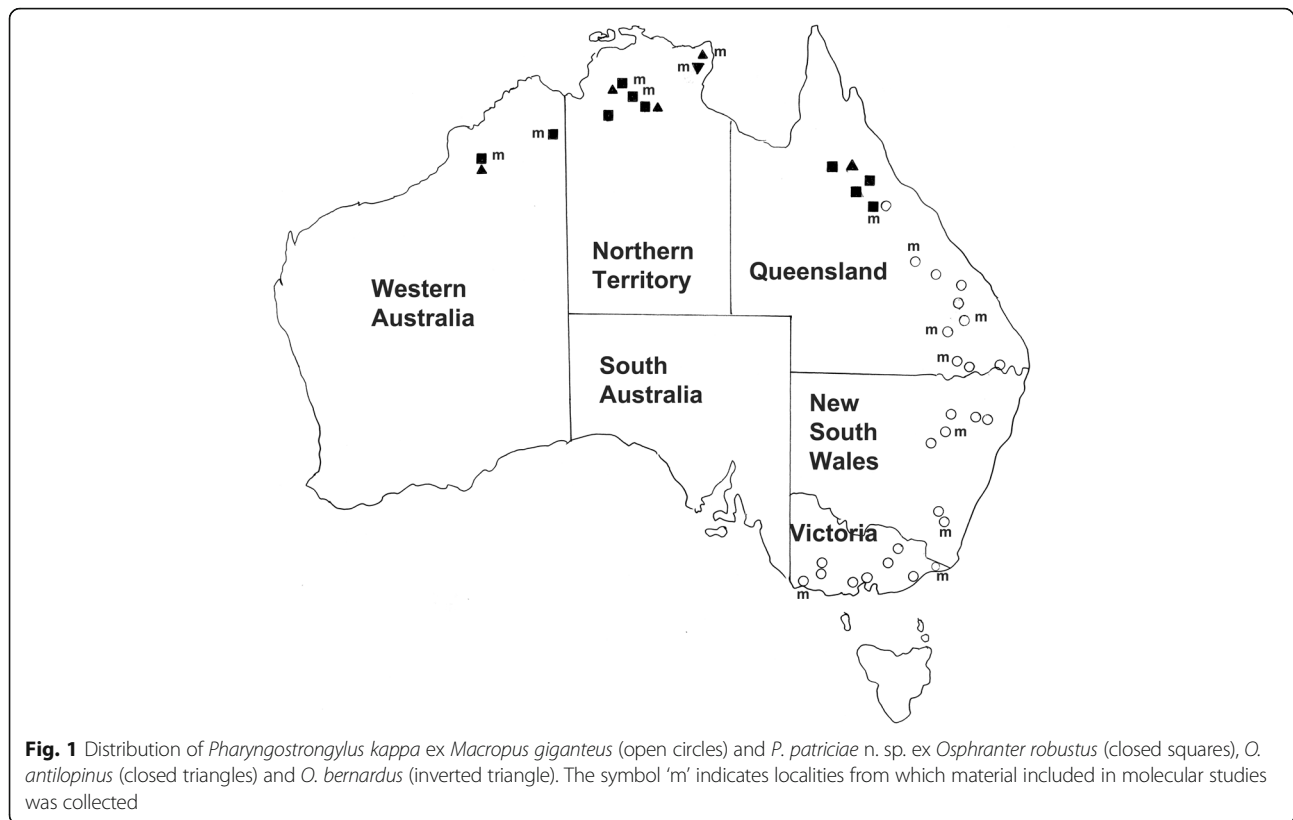 m
m
m
m
m
m
Northern
Territory
Queensland
m
m
Western
Australia
m
m
m
South
Australia
New
South
Wales
m
Victoria
m
m
m
Fig. 1 Distribution of Pharyngostrongylus kappa ex Macropus giganteus (open circles) and P. patriciae n. sp. ex Osphranter robustus (closed squares), O.
antilopinus (closed triangles) and O. bernardus (inverted triangle). The symbol ‘m’ indicates localities from which material included in molecular studies
was collected